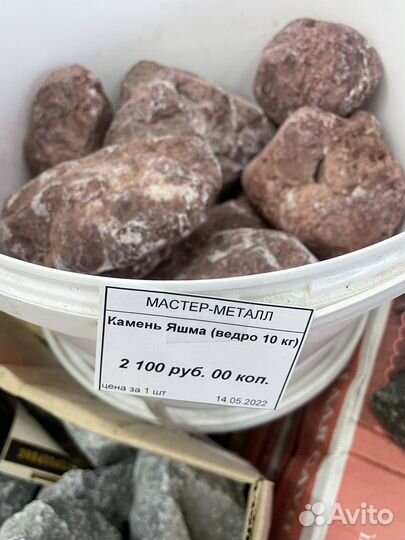 МАСТЕР-МЕТАЛЛ
Камень Яшма (ведро 10 кг)
2 100 руб. 00 коп.
цена за 1 шт
14.05.2022
Avito